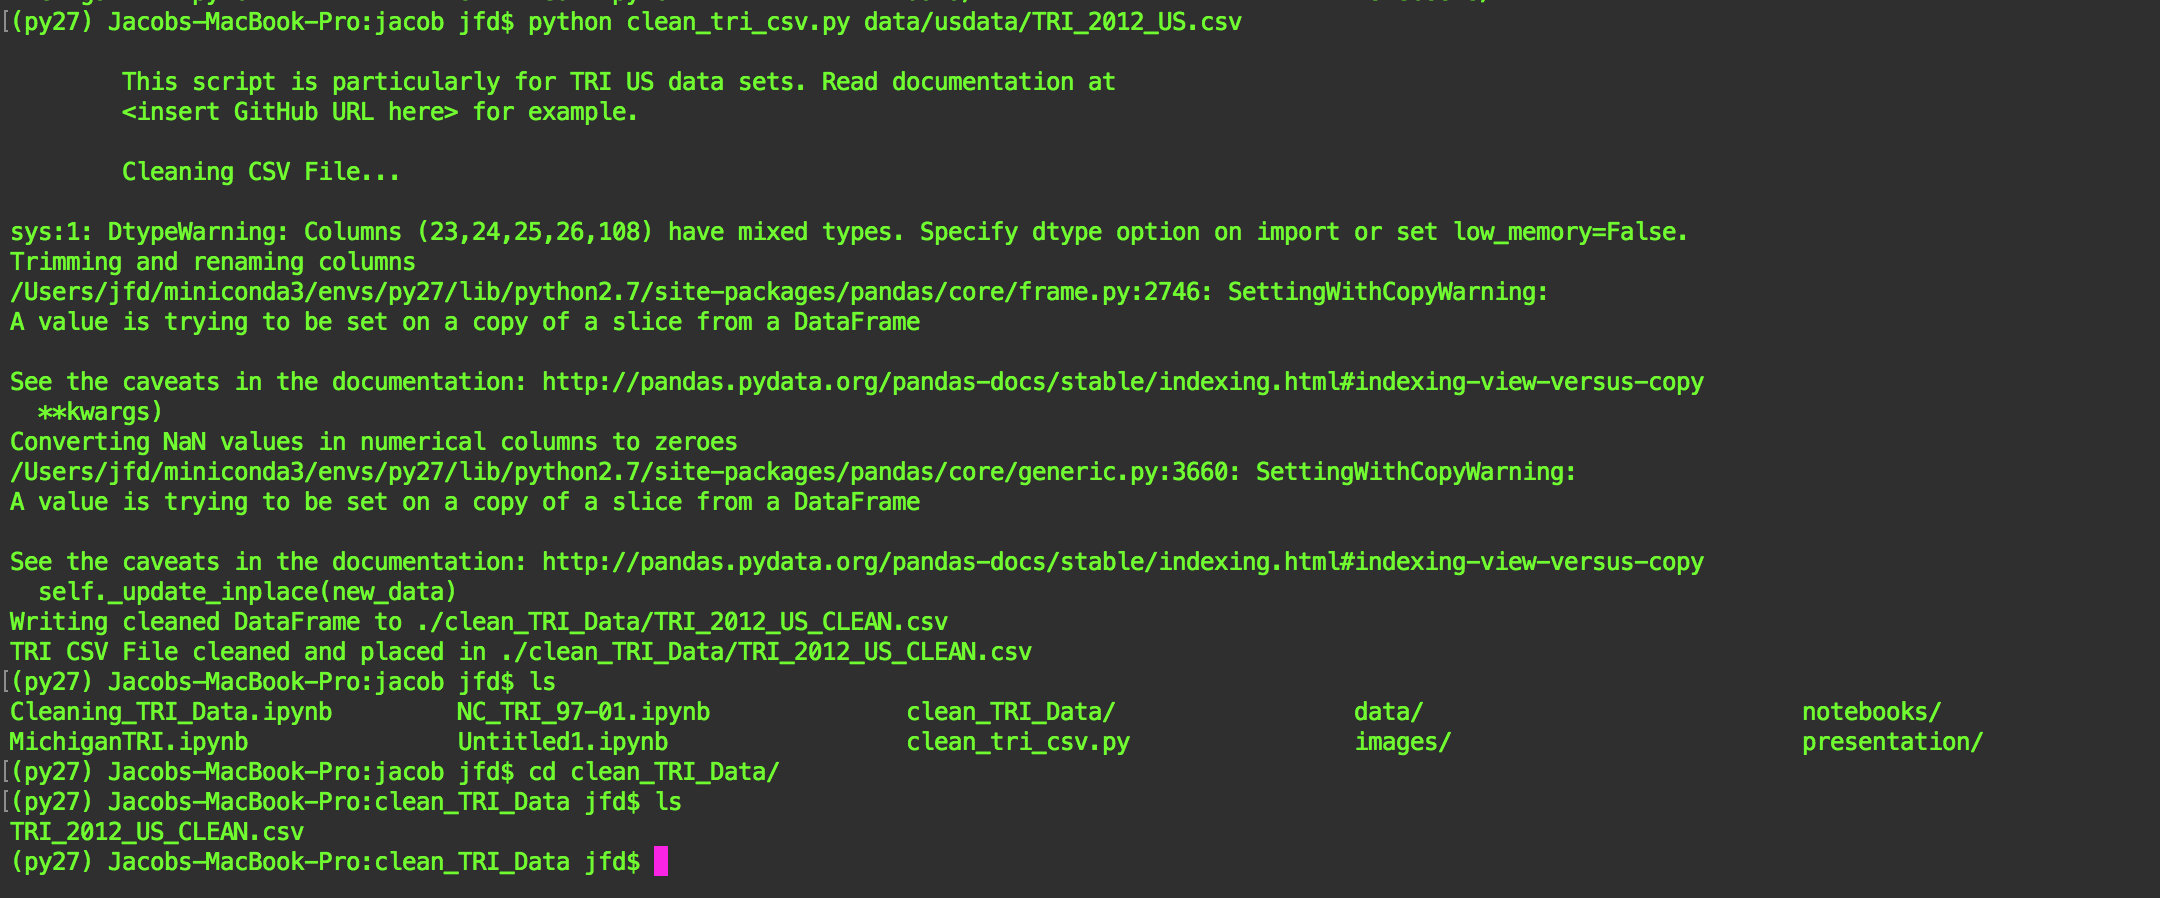 (py27) Jacobs-MacBook-Pro:jacob jfd$ python clean_tri_csv.py data/usdata/TRI_2012_US.csv
This script is particularly for TRI US data sets. Read documentation at
<insert GitHub URL here> for example.
Cleaning CSV File...
sys:1: DtypeWarning: Columns (23,24,25,26,108) have mixed types. Specify dtype option on import or set low_memory=False.
Trimming and renaming columns
/Users/jfd/miniconda3/envs/py27/lib/python2.7/site-packages/pandas/core/frame.py:2746: SettingWithCopyWarning:
A value is trying to be set on a copy of a slice from a DataFrame
See the caveats in the documentation: http://pandas.pydata.org/pandas-docs/stable/indexing.html#indexing-view-versus-copy
**kwargs)
Converting NaN values in numerical columns to zeroes
/Users/jfd/miniconda3/envs/py27/lib/python2.7/site-packages/pandas/core/generic.py:3660: SettingWithCopyWarning:
A value is trying to be set on a copy of a slice from a DataFrame
See the caveats in the documentation: http://pandas.pydata.org/pandas-docs/stable/indexing.html#indexing-view-versus-copy
self._update_inplace(new_data)
Writing cleaned DataFrame to ./clean_TRI_Data/TRI_2012_US_CLEAN.csv
TRI CSV File cleaned and placed in ./clean_TRI_Data/TRI_2012_US_CLEAN.csv
[(py27) Jacobs-MacBook-Pro:jacob jfd$ ls
Cleaning_TRI_Data.ipynb NC_TRI_97-01.ipynb clean_TRI_Data/ data/ notebooks/
MichiganTRI.ipynb Untitled1.ipynb clean_tri_csv.py images/ presentation/
[(py27) Jacobs-MacBook-Pro:jacob jfd$ cd clean_TRI_Data/
[(py27) Jacobs-MacBook-Pro:clean_TRI_Data jfd$ ls
TRI_2012_US_CLEAN.csv
(py27) Jacobs-MacBook-Pro:clean_TRI_Data jfd$